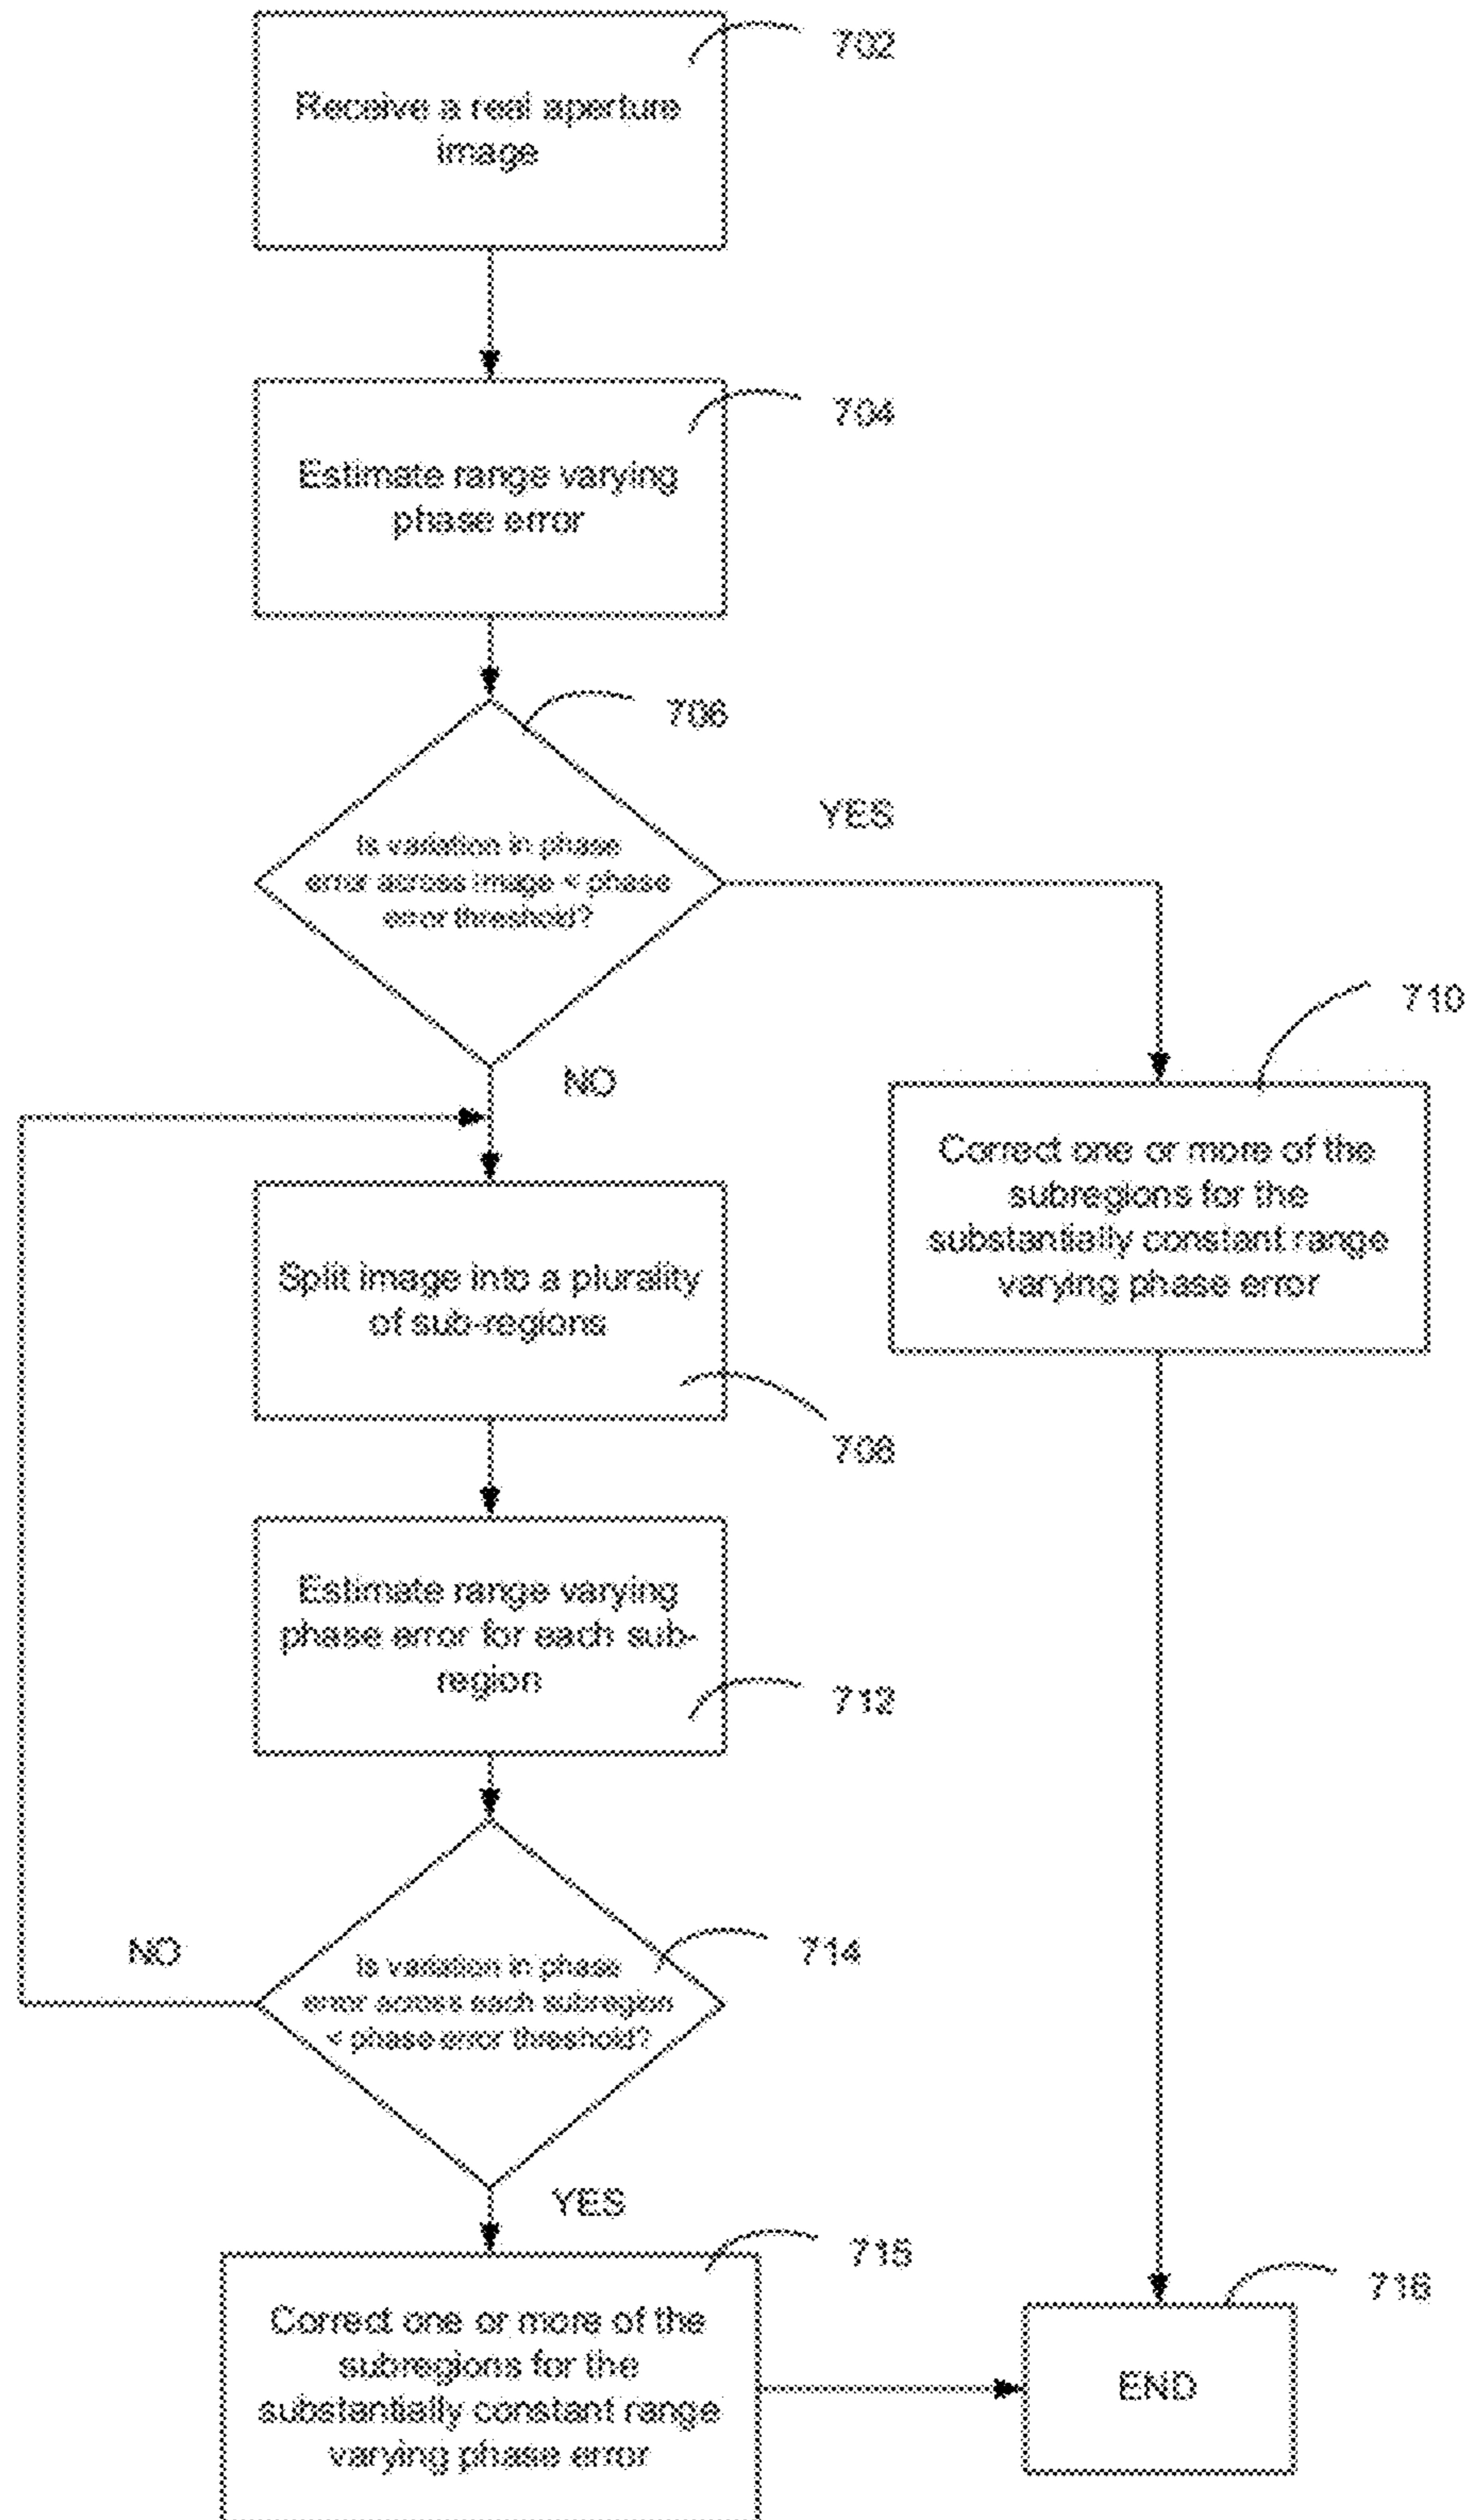 702
Receive a real aperture
image
704
Estimate range varying
phase error
706
YES
Is variation in phase
error across image < phase
error threshold?
710
NO
Correct one or more of the
subregions for the
substantially constant range
varying phase error
Split image into a plurality
of sub-regions
708
Estimate range varying
phase error for each sub-
region
712
NO
714
Is variation in phase
error across each subregion
< phase error threshold?
YES
Correct one or more of the
subregions for the
substantially constant range
varying phase error
END